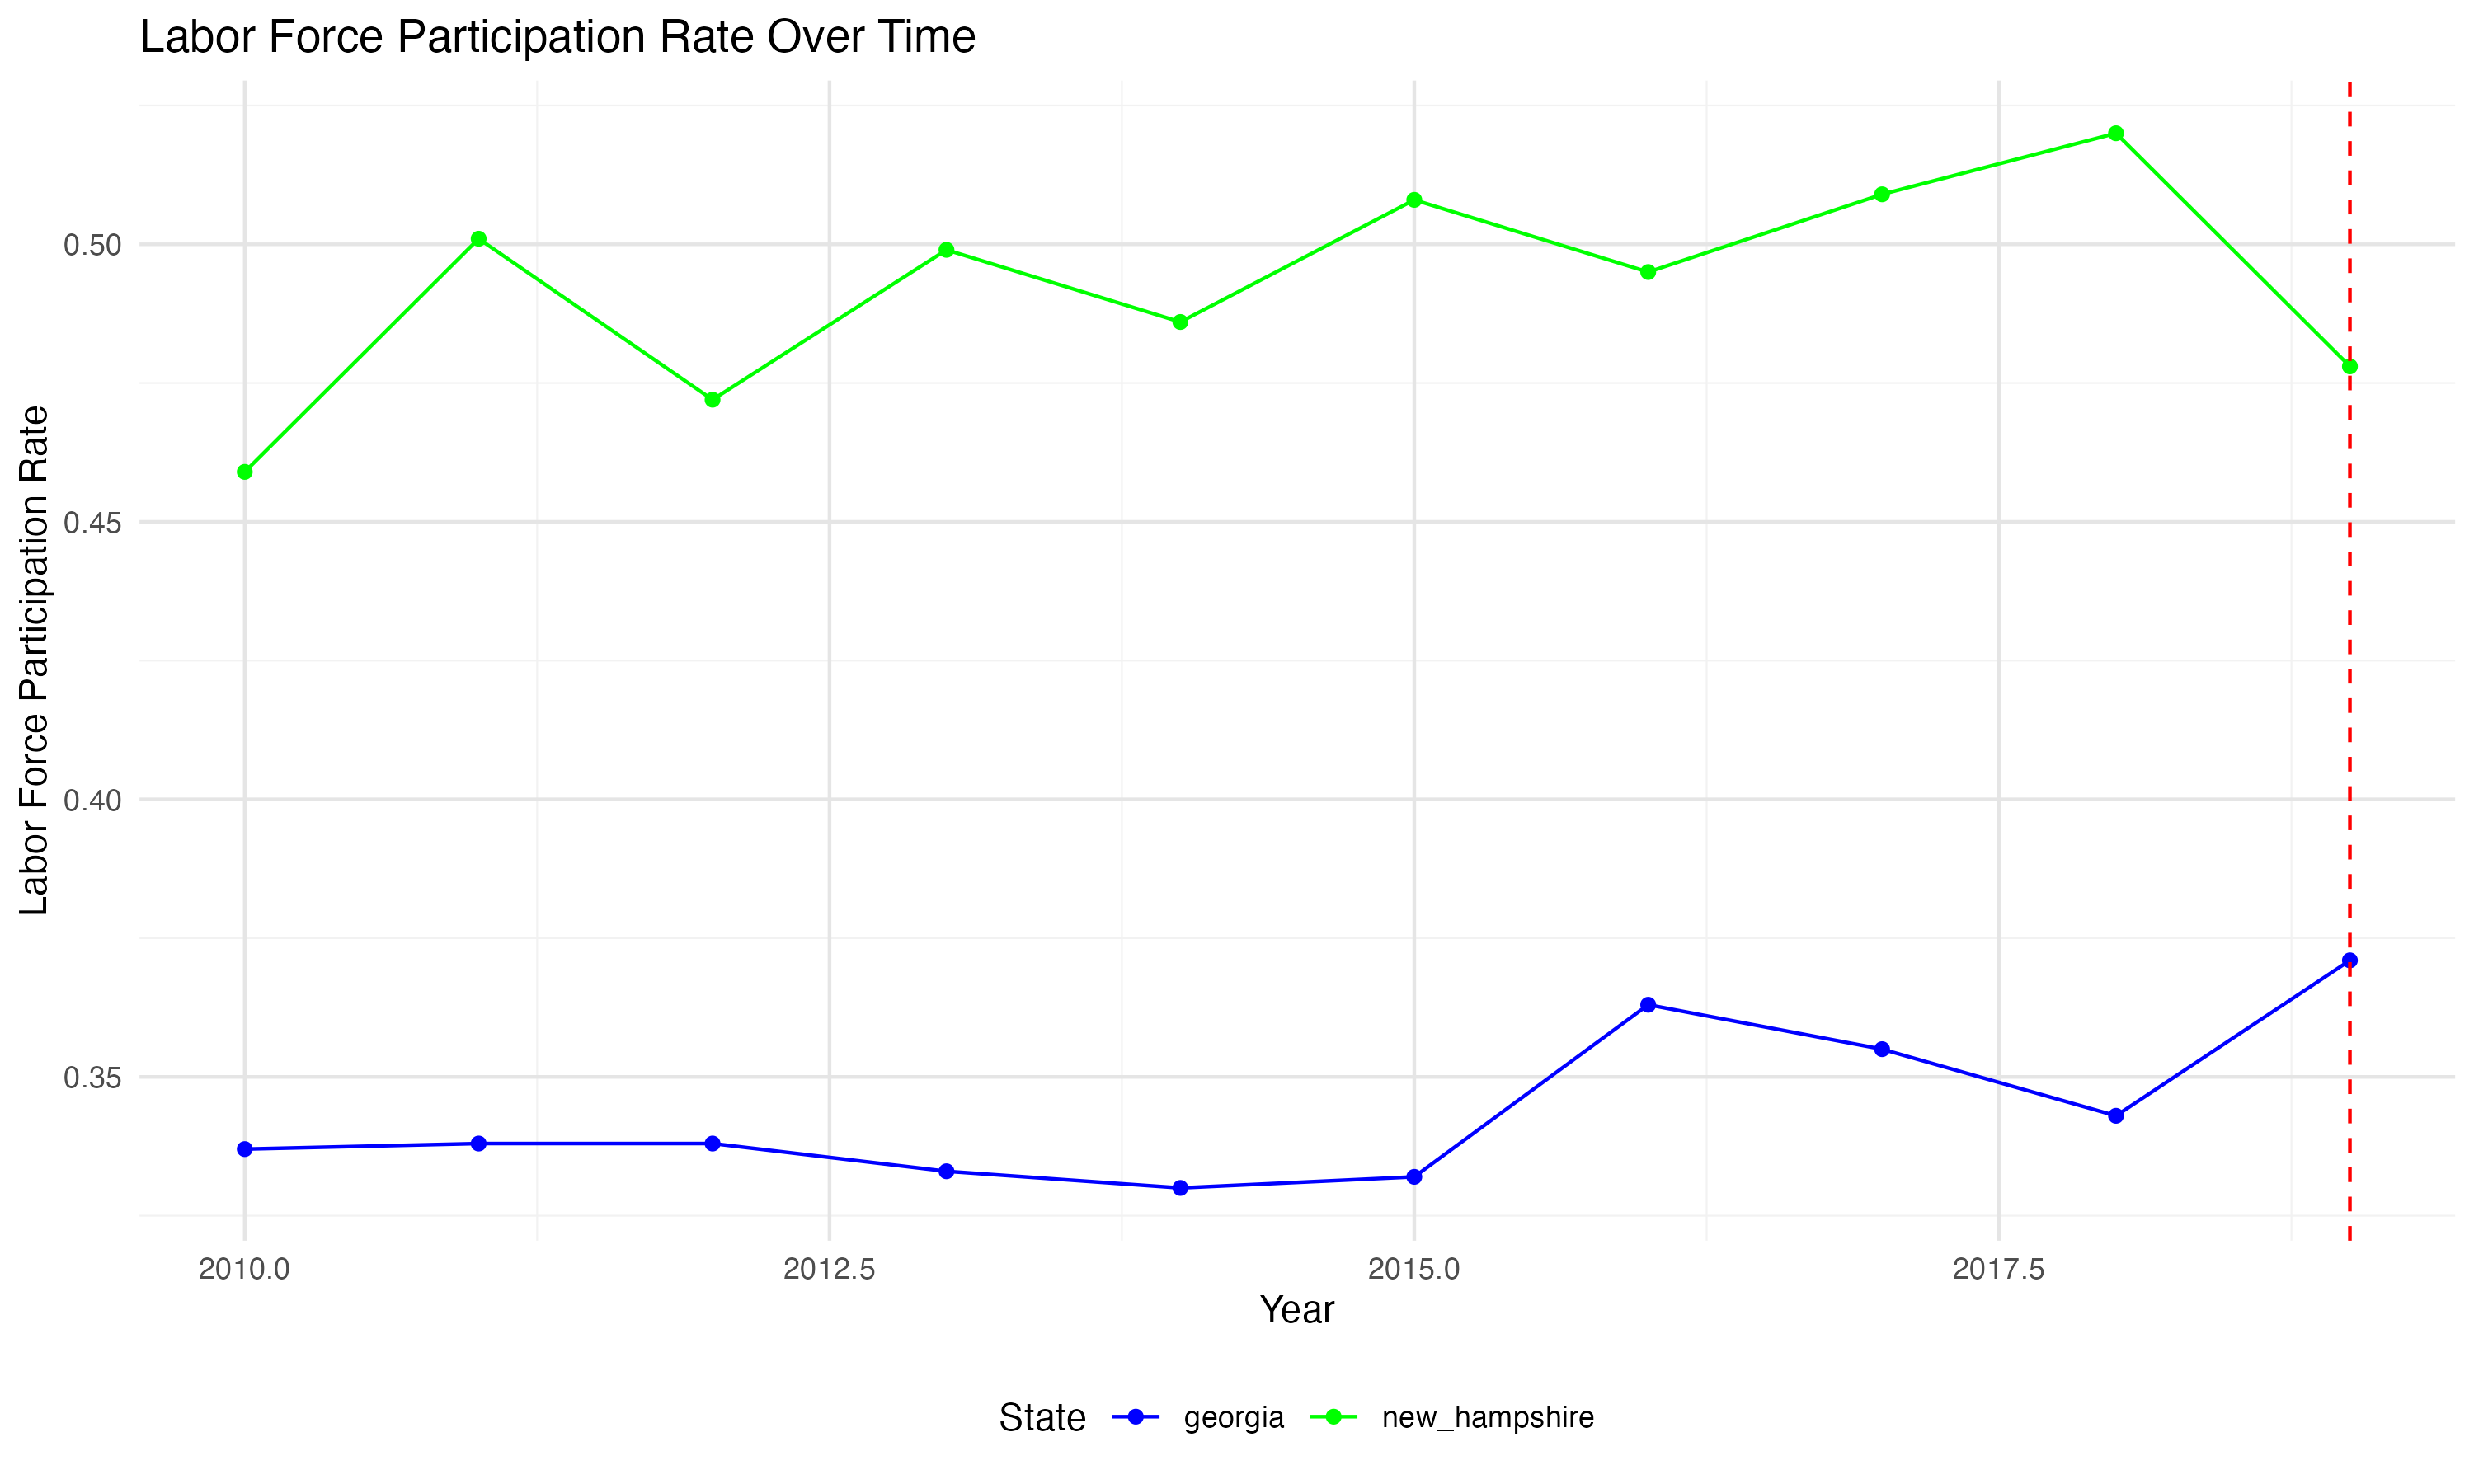 Labor Force Participation Rate Over Time
Labor Force Participation Rate
0.50
0.45
0.40
0.35
2010.0 2012.5 2015.0 2017.5
Year
State georgia new_hampshire